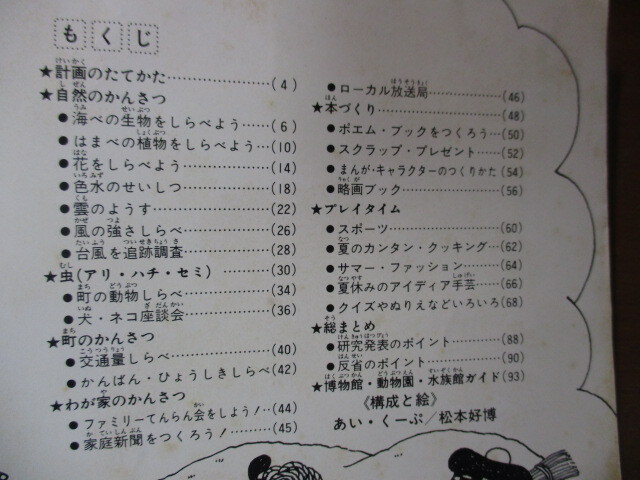 もくじ
★計画のたてかた……………(4)
★自然のかんさつ
●海べの生物をしらべよう……(6)
●はまべの植物をしらべよう…(10)
●花をしらべよう………………(14)
●色水のせいしつ………………(18)
●雲のようす……………………(22)
●風の強さしらべ………………(26)
●台風を追跡調査………………(28)
★虫(アリ・ハチ・セミ)………(30)
●町の動物しらべ………………(34)
●犬・ネコ座談会………………(36)
★町のかんさつ
●交通量しらべ…………………(40)
●かんばん・ひょうしきしらべ(42)
★わが家のかんさつ
●ファミリーてんらん会をしよう!…(44)
●家庭新聞をつくろう!………(45)
●ローカル放送局………………(46)
★本づくり………………………(48)
●ポエム・ブックをつくろう…(50)
●スクラップ・プレゼント……(52)
●まんが・キャラクターのつくりかた(54)
●略画ブック……………………(56)
★プレイタイム
●スポーツ………………………(60)
●夏のカンタン・クッキング…(62)
●サマー・ファッション………(64)
●夏休みのアイディア手芸……(66)
●クイズやぬりえなどいろいろ(68)
★総まとめ
●研究発表のポイント…………(88)
●反省のポイント………………(90)
★博物館・動物園・水族館ガイド(93)
《構成と絵》
あい・くーぷ/松本好博